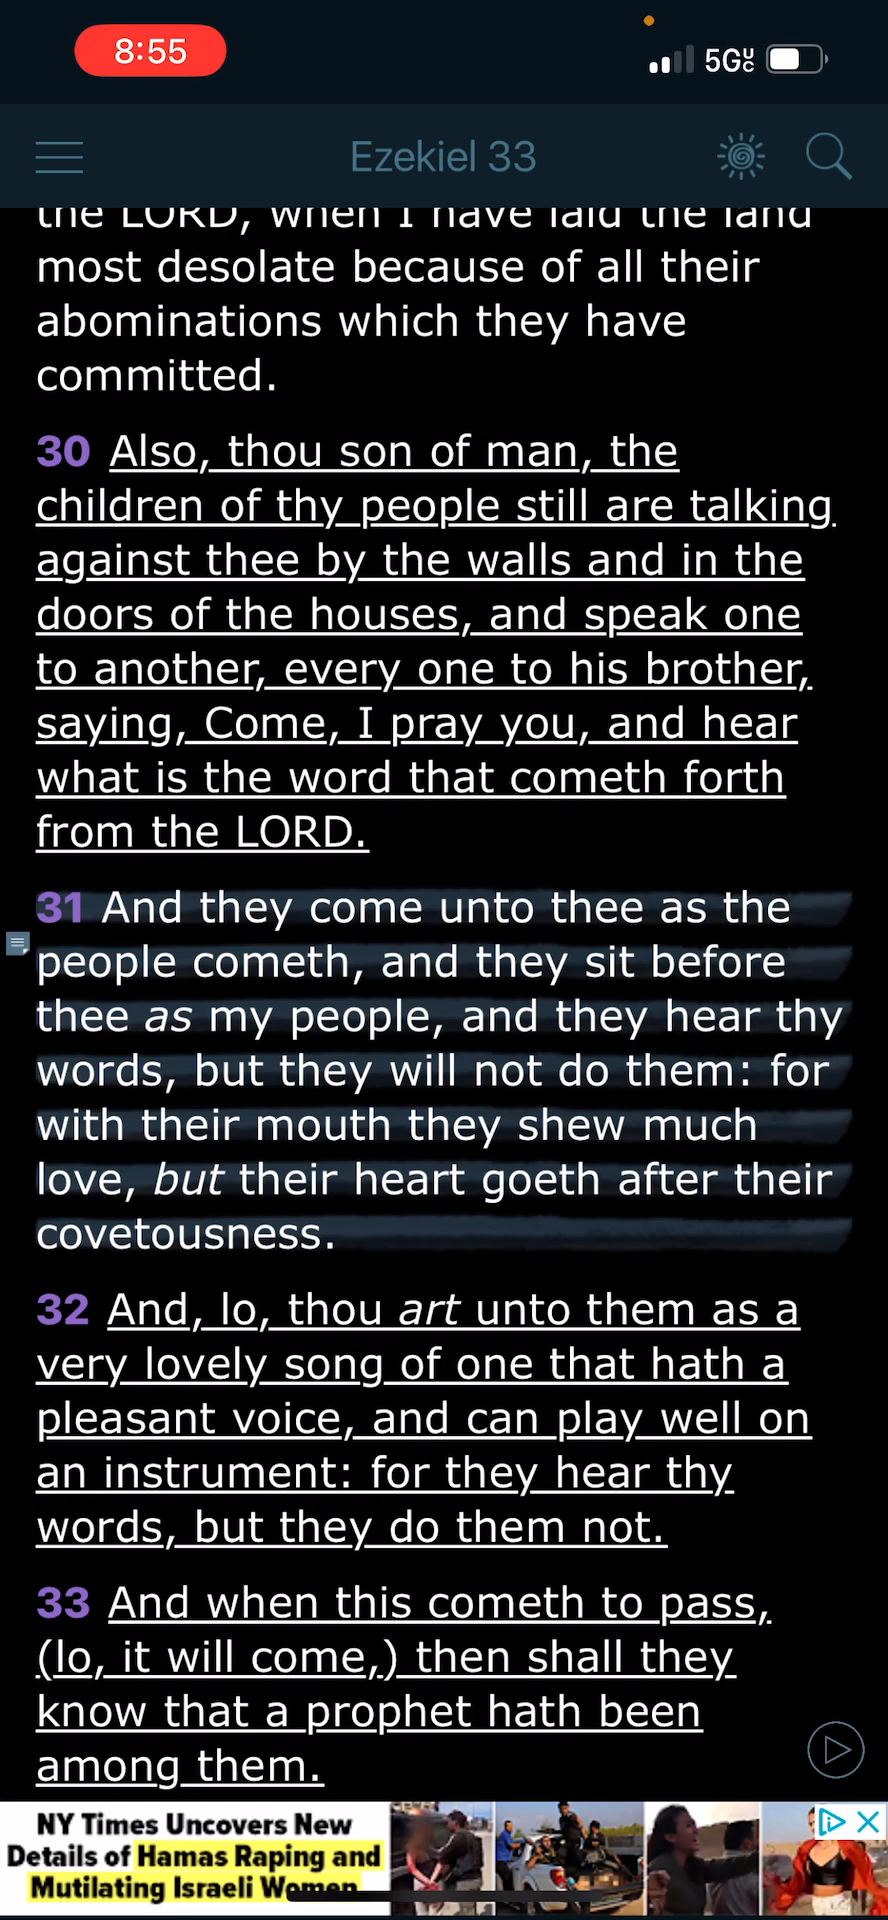 8:55
5GUC
Ezekiel 33
the LORD, when I have laid the land
most desolate because of all their
abominations which they have
committed.
30 Also, thou son of man, the
children of thy people still are talking
against thee by the walls and in the
doors of the houses, and speak one
to another, every one to his brother,
saying, Come, I pray you, and hear
what is the word that cometh forth
from the LORD.
31 And they come unto thee as the
people cometh, and they sit before
thee as my people, and they hear thy
words, but they will not do them: for
with their mouth they shew much
love, but their heart goeth after their
covetousness.
32 And, lo, thou art unto them as a
very lovely song of one that hath a
pleasant voice, and can play well on
an instrument: for they hear thy
words, but they do them not.
33 And when this cometh to pass,
(lo, it will come,) then shall they
know that a prophet hath been
among them.
NY Times Uncovers New
Details of Hamas Raping and
Mutilating Israeli Women